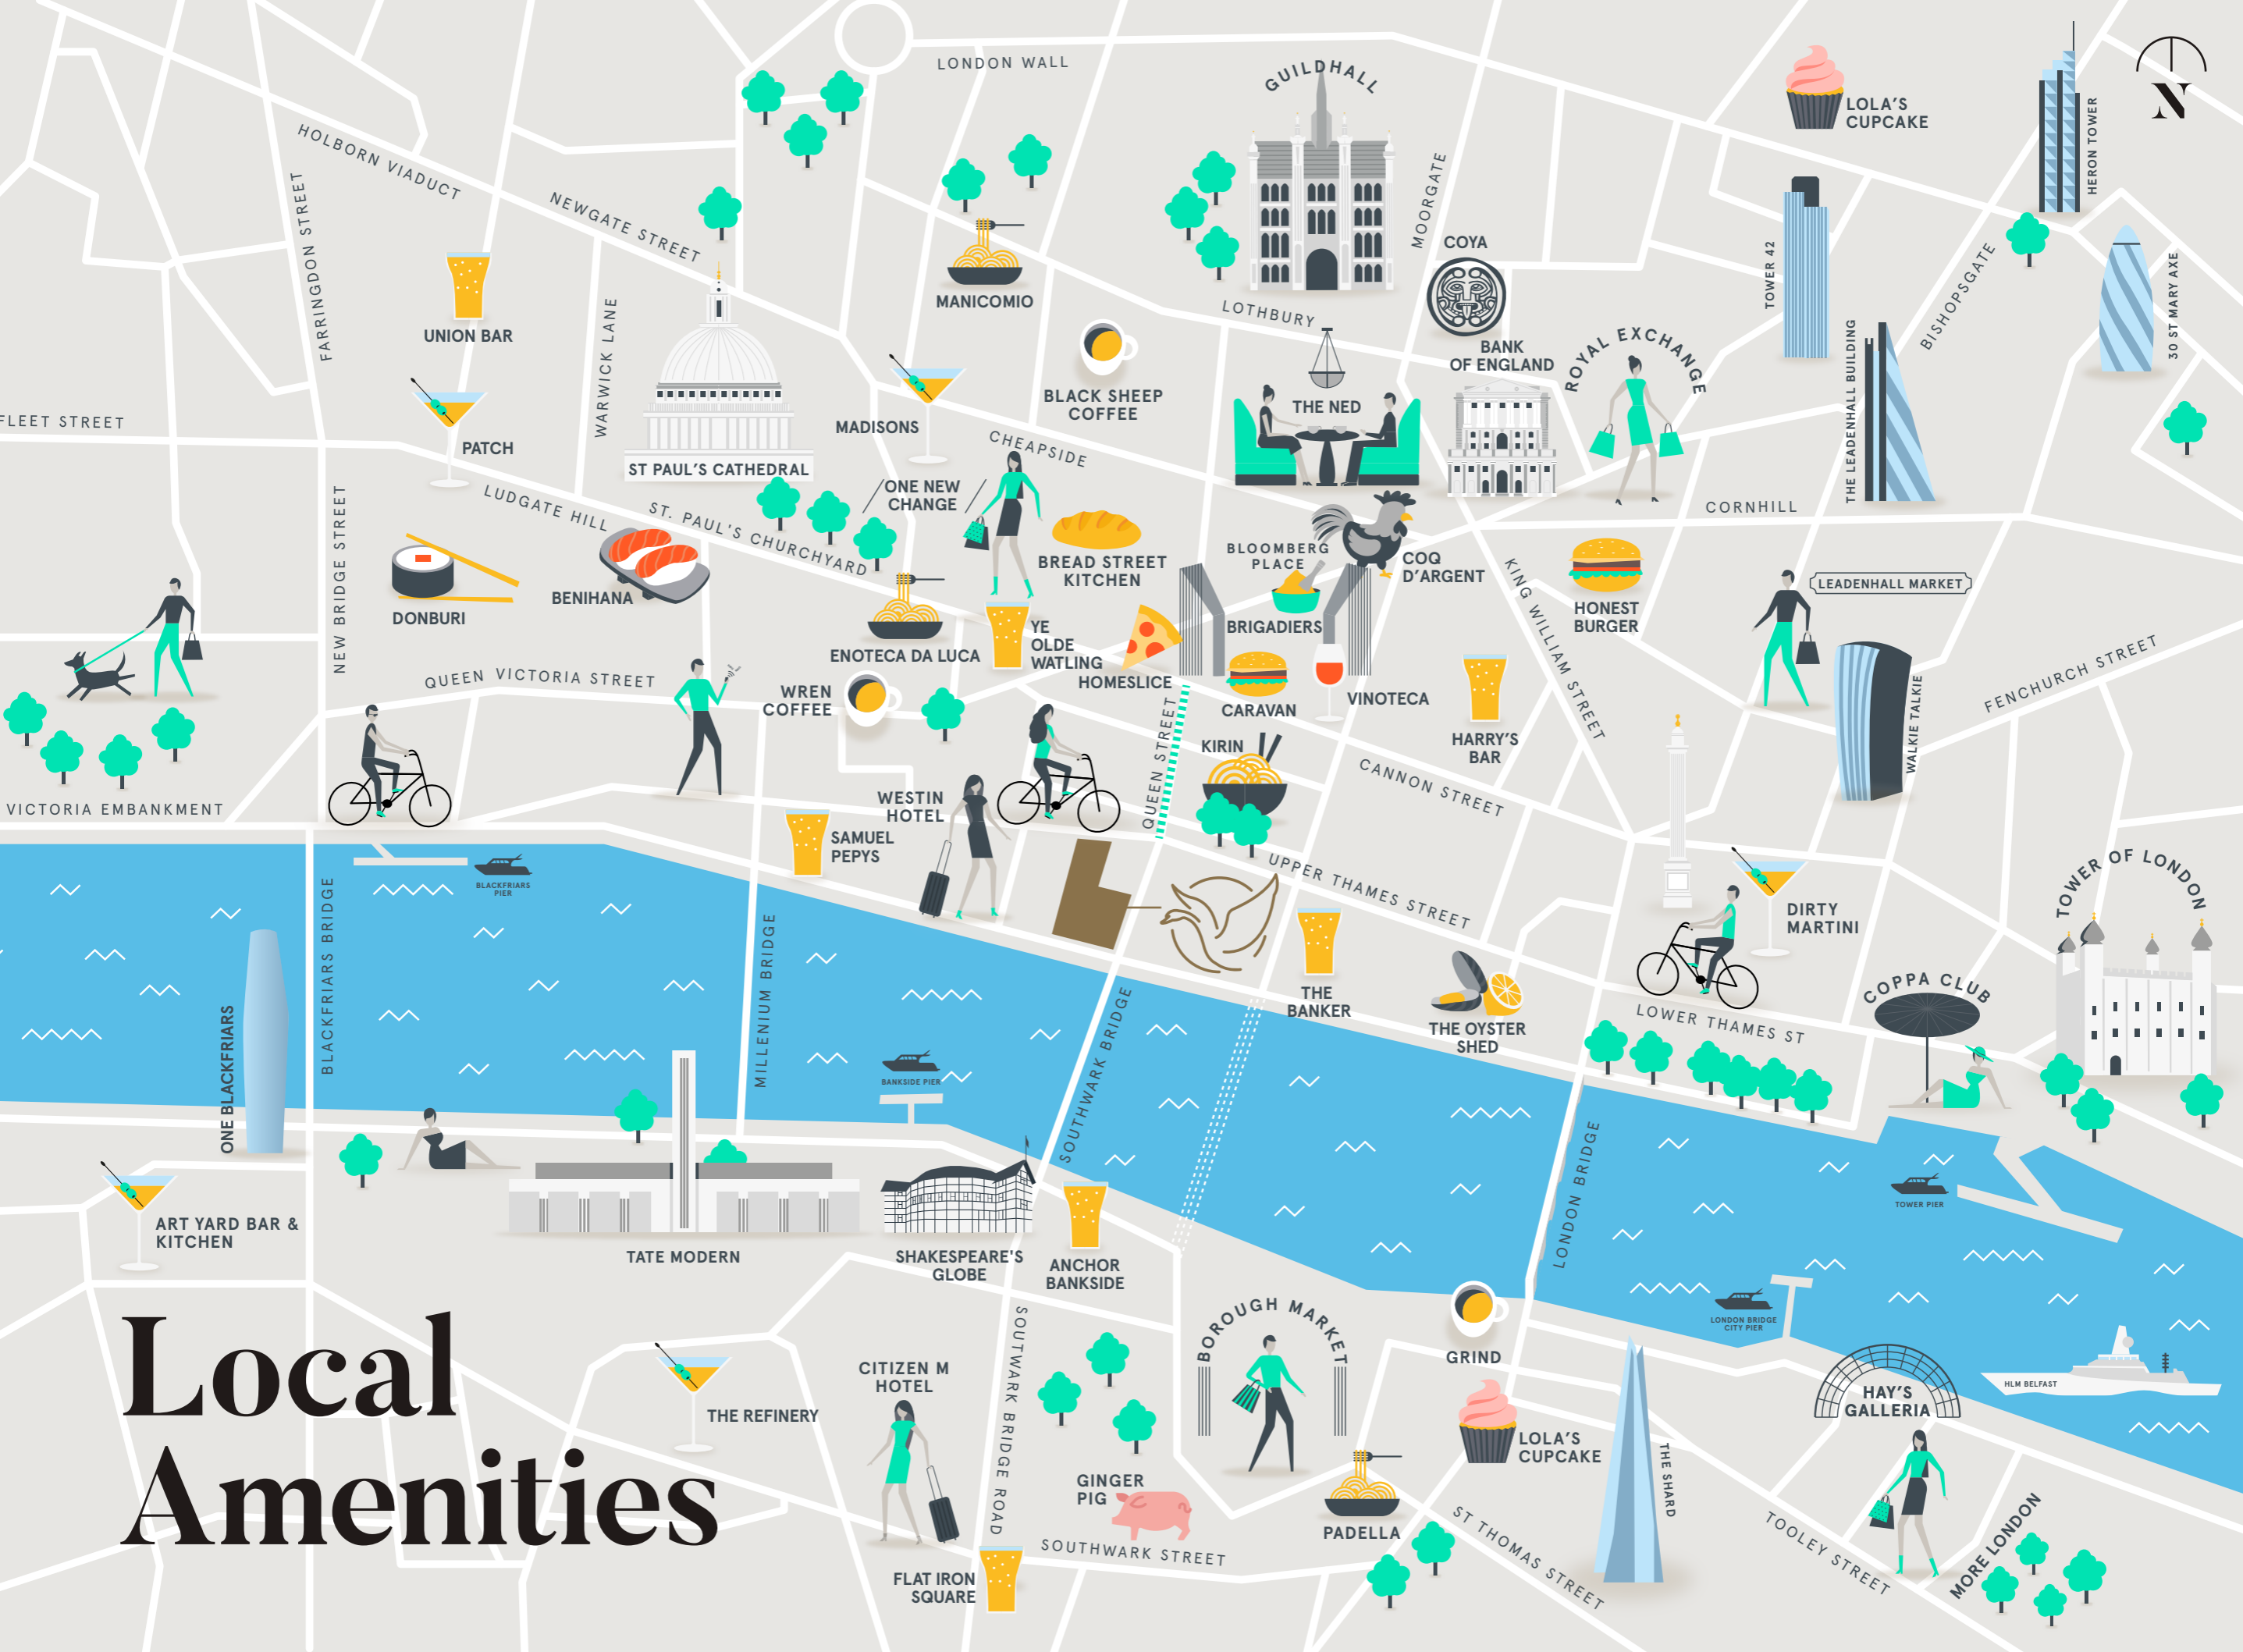 LONDON WALL
GUILDHALL
LOLA'S
CUPCAKE
HERON TOWER
N
HOLBORN VIADUCT
FARRINGDON STREET
NEWGATE STREET
MOORGATE
COYA
TOWER 42
BISHOPSGATE
30 ST MARY AXE
UNION BAR
WARWICK LANE
MANICOMIO
LOTHBURY
BANK
OF ENGLAND
ROYAL EXCHANGE
THE LEADENHALL BUILDING
BLACK SHEEP
COFFEE
THE NED
FLEET STREET
PATCH
ST PAUL'S CATHEDRAL
MADISONS
CHEAPSIDE
ONE NEW
CHANGE
LUDGATE HILL
ST. PAUL'S CHURCHYARD
CORNHILL
NEW BRIDGE STREET
DONBURI
BENIHANA
BREAD STREET
KITCHEN
BLOOMBERG
PLACE
COQ
D'ARGENT
KING WILLIAM STREET
HONEST
BURGER
LEADENHALL MARKET
BRIGADIERS
ENOTECA DA LUCA
YE
OLDE
WATLING
HOMESLICE
QUEEN VICTORIA STREET
WREN
COFFEE
CARAVAN
VINOTECA
HARRY'S
BAR
WALKIE TALKIE
FENCHURCH STREET
QUEEN STREET
KIRIN
CANNON STREET
VICTORIA EMBANKMENT
SAMUEL
PEPYS
WESTIN
HOTEL
UPPER THAMES STREET
BLACKFRIARS
PIER
BLACKFRIARS BRIDGE
MILLENIUM BRIDGE
DIRTY
MARTINI
TOWER OF LONDON
THE
BANKER
THE OYSTER
SHED
COPPA CLUB
LOWER THAMES ST
ONE BLACKFRIARS
SOUTHWARK BRIDGE
BANKSIDE PIER
LONDON BRIDGE
TOWER PIER
ART YARD BAR &
KITCHEN
TATE MODERN
SHAKESPEARE'S
GLOBE
ANCHOR
BANKSIDE
LONDON BRIDGE
CITY PIER
Local
Amenities
THE REFINERY
CITIZEN M
HOTEL
SOUTWARK BRIDGE ROAD
BOROUGH MARKET
GRIND
HAY'S
GALLERIA
HLM BELFAST
LOLA'S
CUPCAKE
THE SHARD
GINGER
PIG
PADELLA
SOUTHWARK STREET
ST THOMAS STREET
TOOLEY STREET
MORE LONDON
FLAT IRON
SQUARE